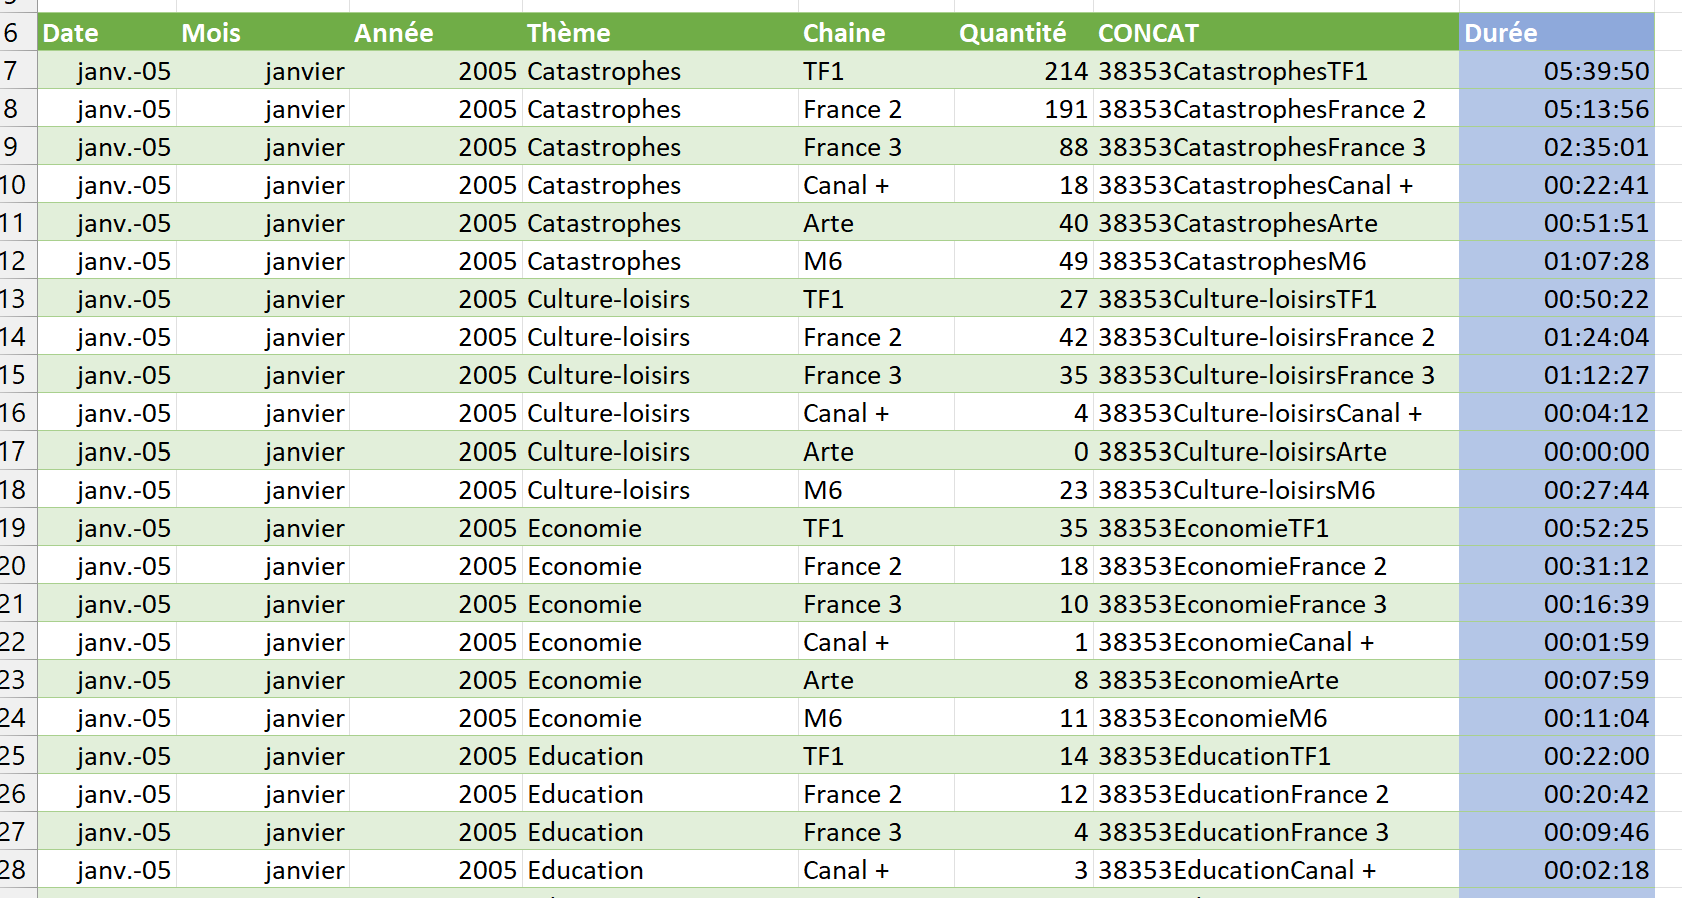 6 Date Mois Année Thème Chaine Quantité CONCAT Durée
7 janv.-05 janvier 2005 Catastrophes TF1 214 38353CatastrophesTF1 05:39:50
8 janv.-05 janvier 2005 Catastrophes France 2 191 38353CatastrophesFrance 2 05:13:56
9 janv.-05 janvier 2005 Catastrophes France 3 88 38353CatastrophesFrance 3 02:35:01
10 janv.-05 janvier 2005 Catastrophes Canal + 18 38353CatastrophesCanal + 00:22:41
11 janv.-05 janvier 2005 Catastrophes Arte 40 38353CatastrophesArte 00:51:51
12 janv.-05 janvier 2005 Catastrophes M6 49 38353CatastrophesM6 01:07:28
13 janv.-05 janvier 2005 Culture-loisirs TF1 27 38353Culture-loisirsTF1 00:50:22
14 janv.-05 janvier 2005 Culture-loisirs France 2 42 38353Culture-loisirsFrance 2 01:24:04
15 janv.-05 janvier 2005 Culture-loisirs France 3 35 38353Culture-loisirsFrance 3 01:12:27
16 janv.-05 janvier 2005 Culture-loisirs Canal + 4 38353Culture-loisirsCanal + 00:04:12
17 janv.-05 janvier 2005 Culture-loisirs Arte 0 38353Culture-loisirsArte 00:00:00
18 janv.-05 janvier 2005 Culture-loisirs M6 23 38353Culture-loisirsM6 00:27:44
19 janv.-05 janvier 2005 Economie TF1 35 38353EconomieTF1 00:52:25
20 janv.-05 janvier 2005 Economie France 2 18 38353EconomieFrance 2 00:31:12
21 janv.-05 janvier 2005 Economie France 3 10 38353EconomieFrance 3 00:16:39
22 janv.-05 janvier 2005 Economie Canal + 1 38353EconomieCanal + 00:01:59
23 janv.-05 janvier 2005 Economie Arte 8 38353EconomieArte 00:07:59
24 janv.-05 janvier 2005 Economie M6 11 38353EconomieM6 00:11:04
25 janv.-05 janvier 2005 Education TF1 14 38353EducationTF1 00:22:00
26 janv.-05 janvier 2005 Education France 2 12 38353EducationFrance 2 00:20:42
27 janv.-05 janvier 2005 Education France 3 4 38353EducationFrance 3 00:09:46
28 janv.-05 janvier 2005 Education Canal + 3 38353EducationCanal + 00:02:18